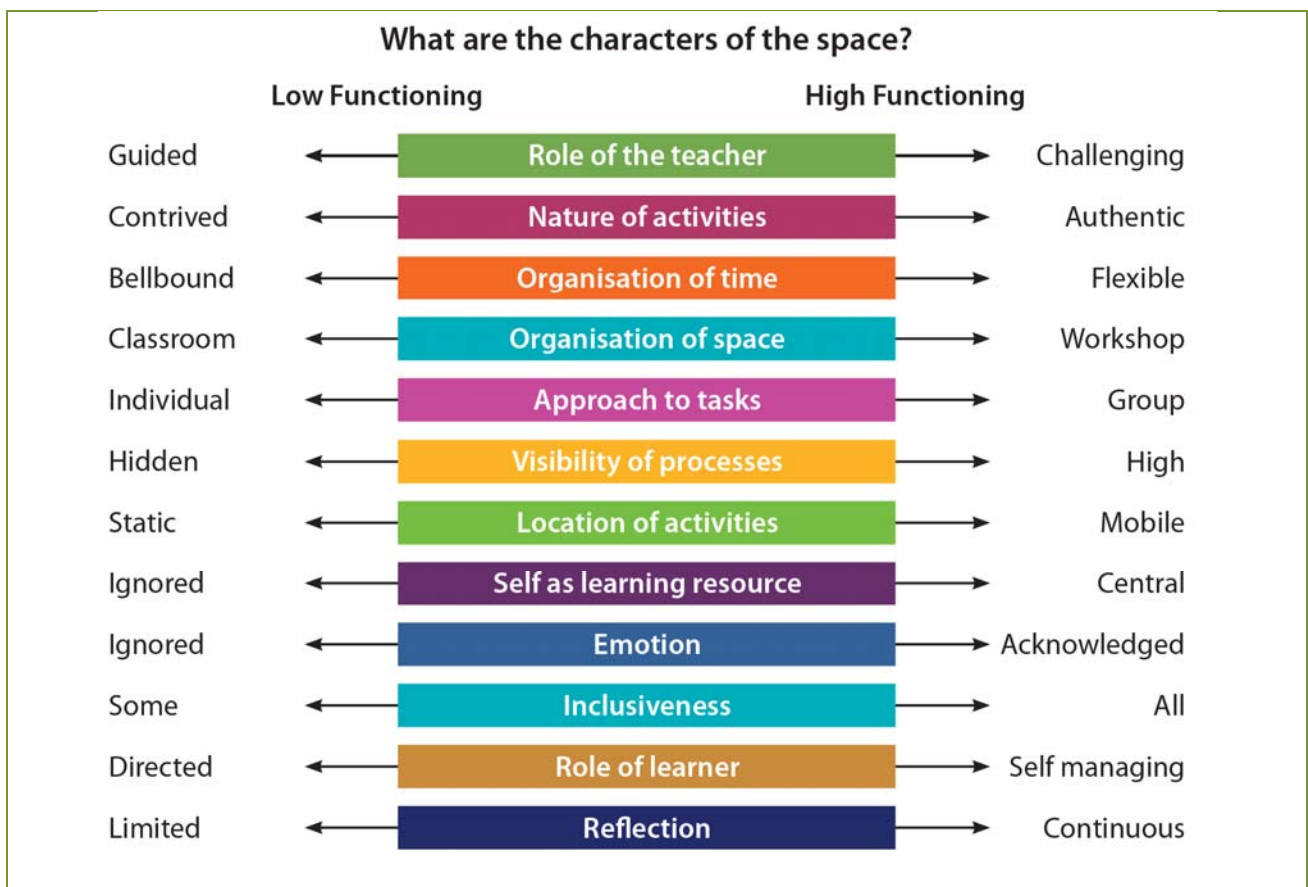 What are the characters of the space?
Low Functioning High Functioning
Guided Role of the teacher Challenging
Contrived Nature of activities Authentic
Bellbound Organisation of time Flexible
Classroom Organisation of space Workshop
Individual Approach to tasks Group
Hidden Visibility of processes High
Static Location of activities Mobile
Ignored Self as learning resource Central
Ignored Emotion Acknowledged
Some Inclusiveness All
Directed Role of learner Self managing
Limited Reflection Continuous